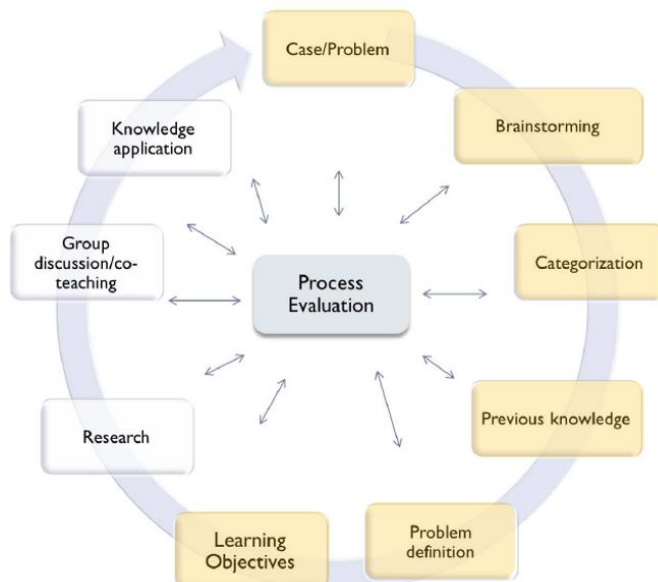 Case/Problem
Brainstorming
Categorization
Previous knowledge
Problem
definition
Learning
Objectives
Research
Group
discussion/co-
teaching
Knowledge
application
Process
Evaluation